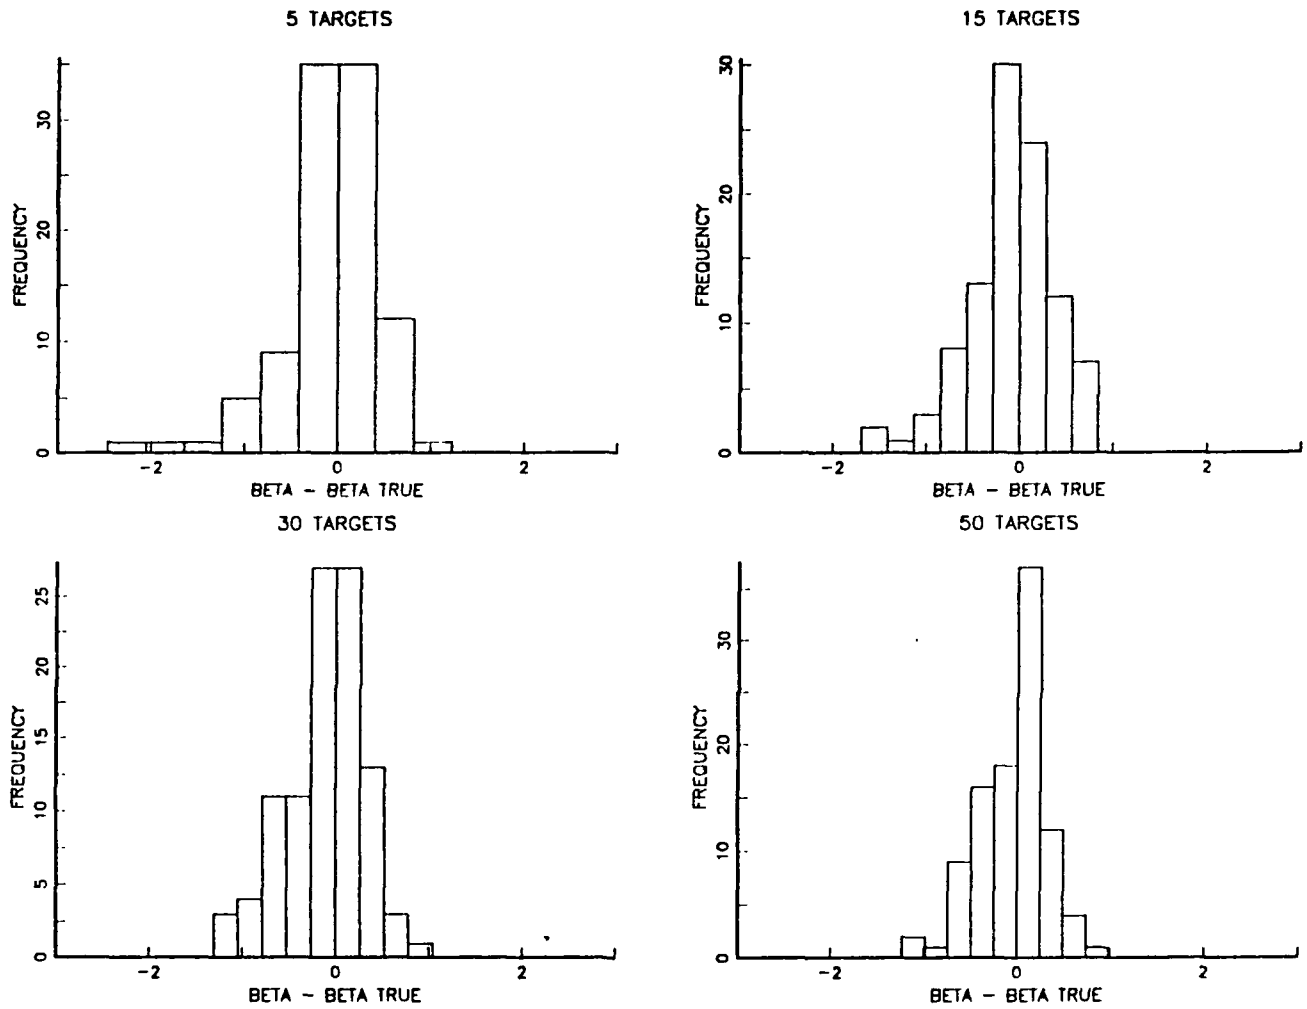 5 TARGETS
FREQUENCY
0 10 20 30
-2 0 2
BETA - BETA TRUE
15 TARGETS
FREQUENCY
0 10 20 30
-2 0 2
BETA - BETA TRUE
30 TARGETS
FREQUENCY
0 5 10 15 20 25
-2 0 2
BETA - BETA TRUE
50 TARGETS
FREQUENCY
0 10 20 30
-2 0 2
BETA - BETA TRUE